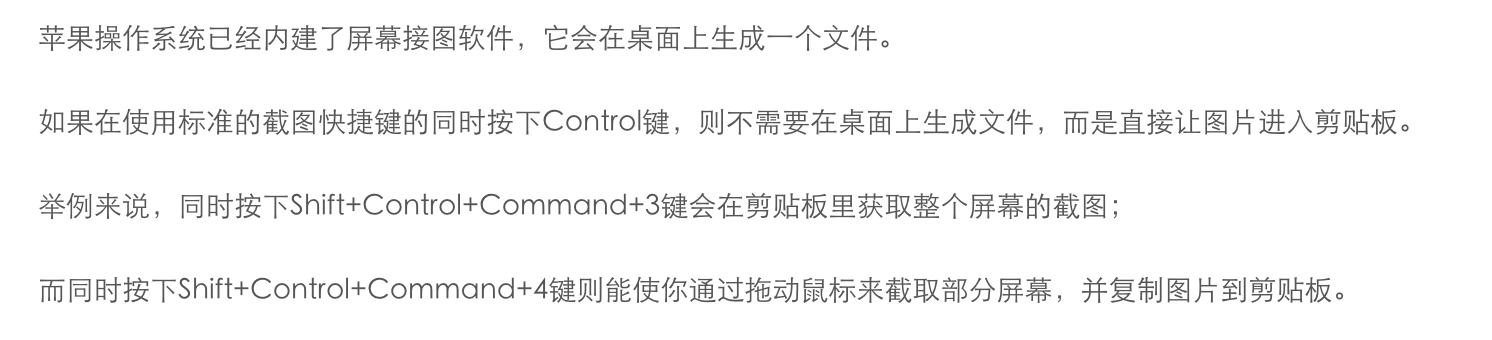 苹果操作系统已经内建了屏幕接图软件，它会在桌面上生成一个文件。
如果在使用标准的截图快捷键的同时按下Control键，则不需要在桌面上生成文件，而是直接让图片进入剪贴板。
举例来说，同时按下Shift+Control+Command+3键会在剪贴板里获取整个屏幕的截图；
而同时按下Shift+Control+Command+4键则能使你通过拖动鼠标来截取部分屏幕，并复制图片到剪贴板。